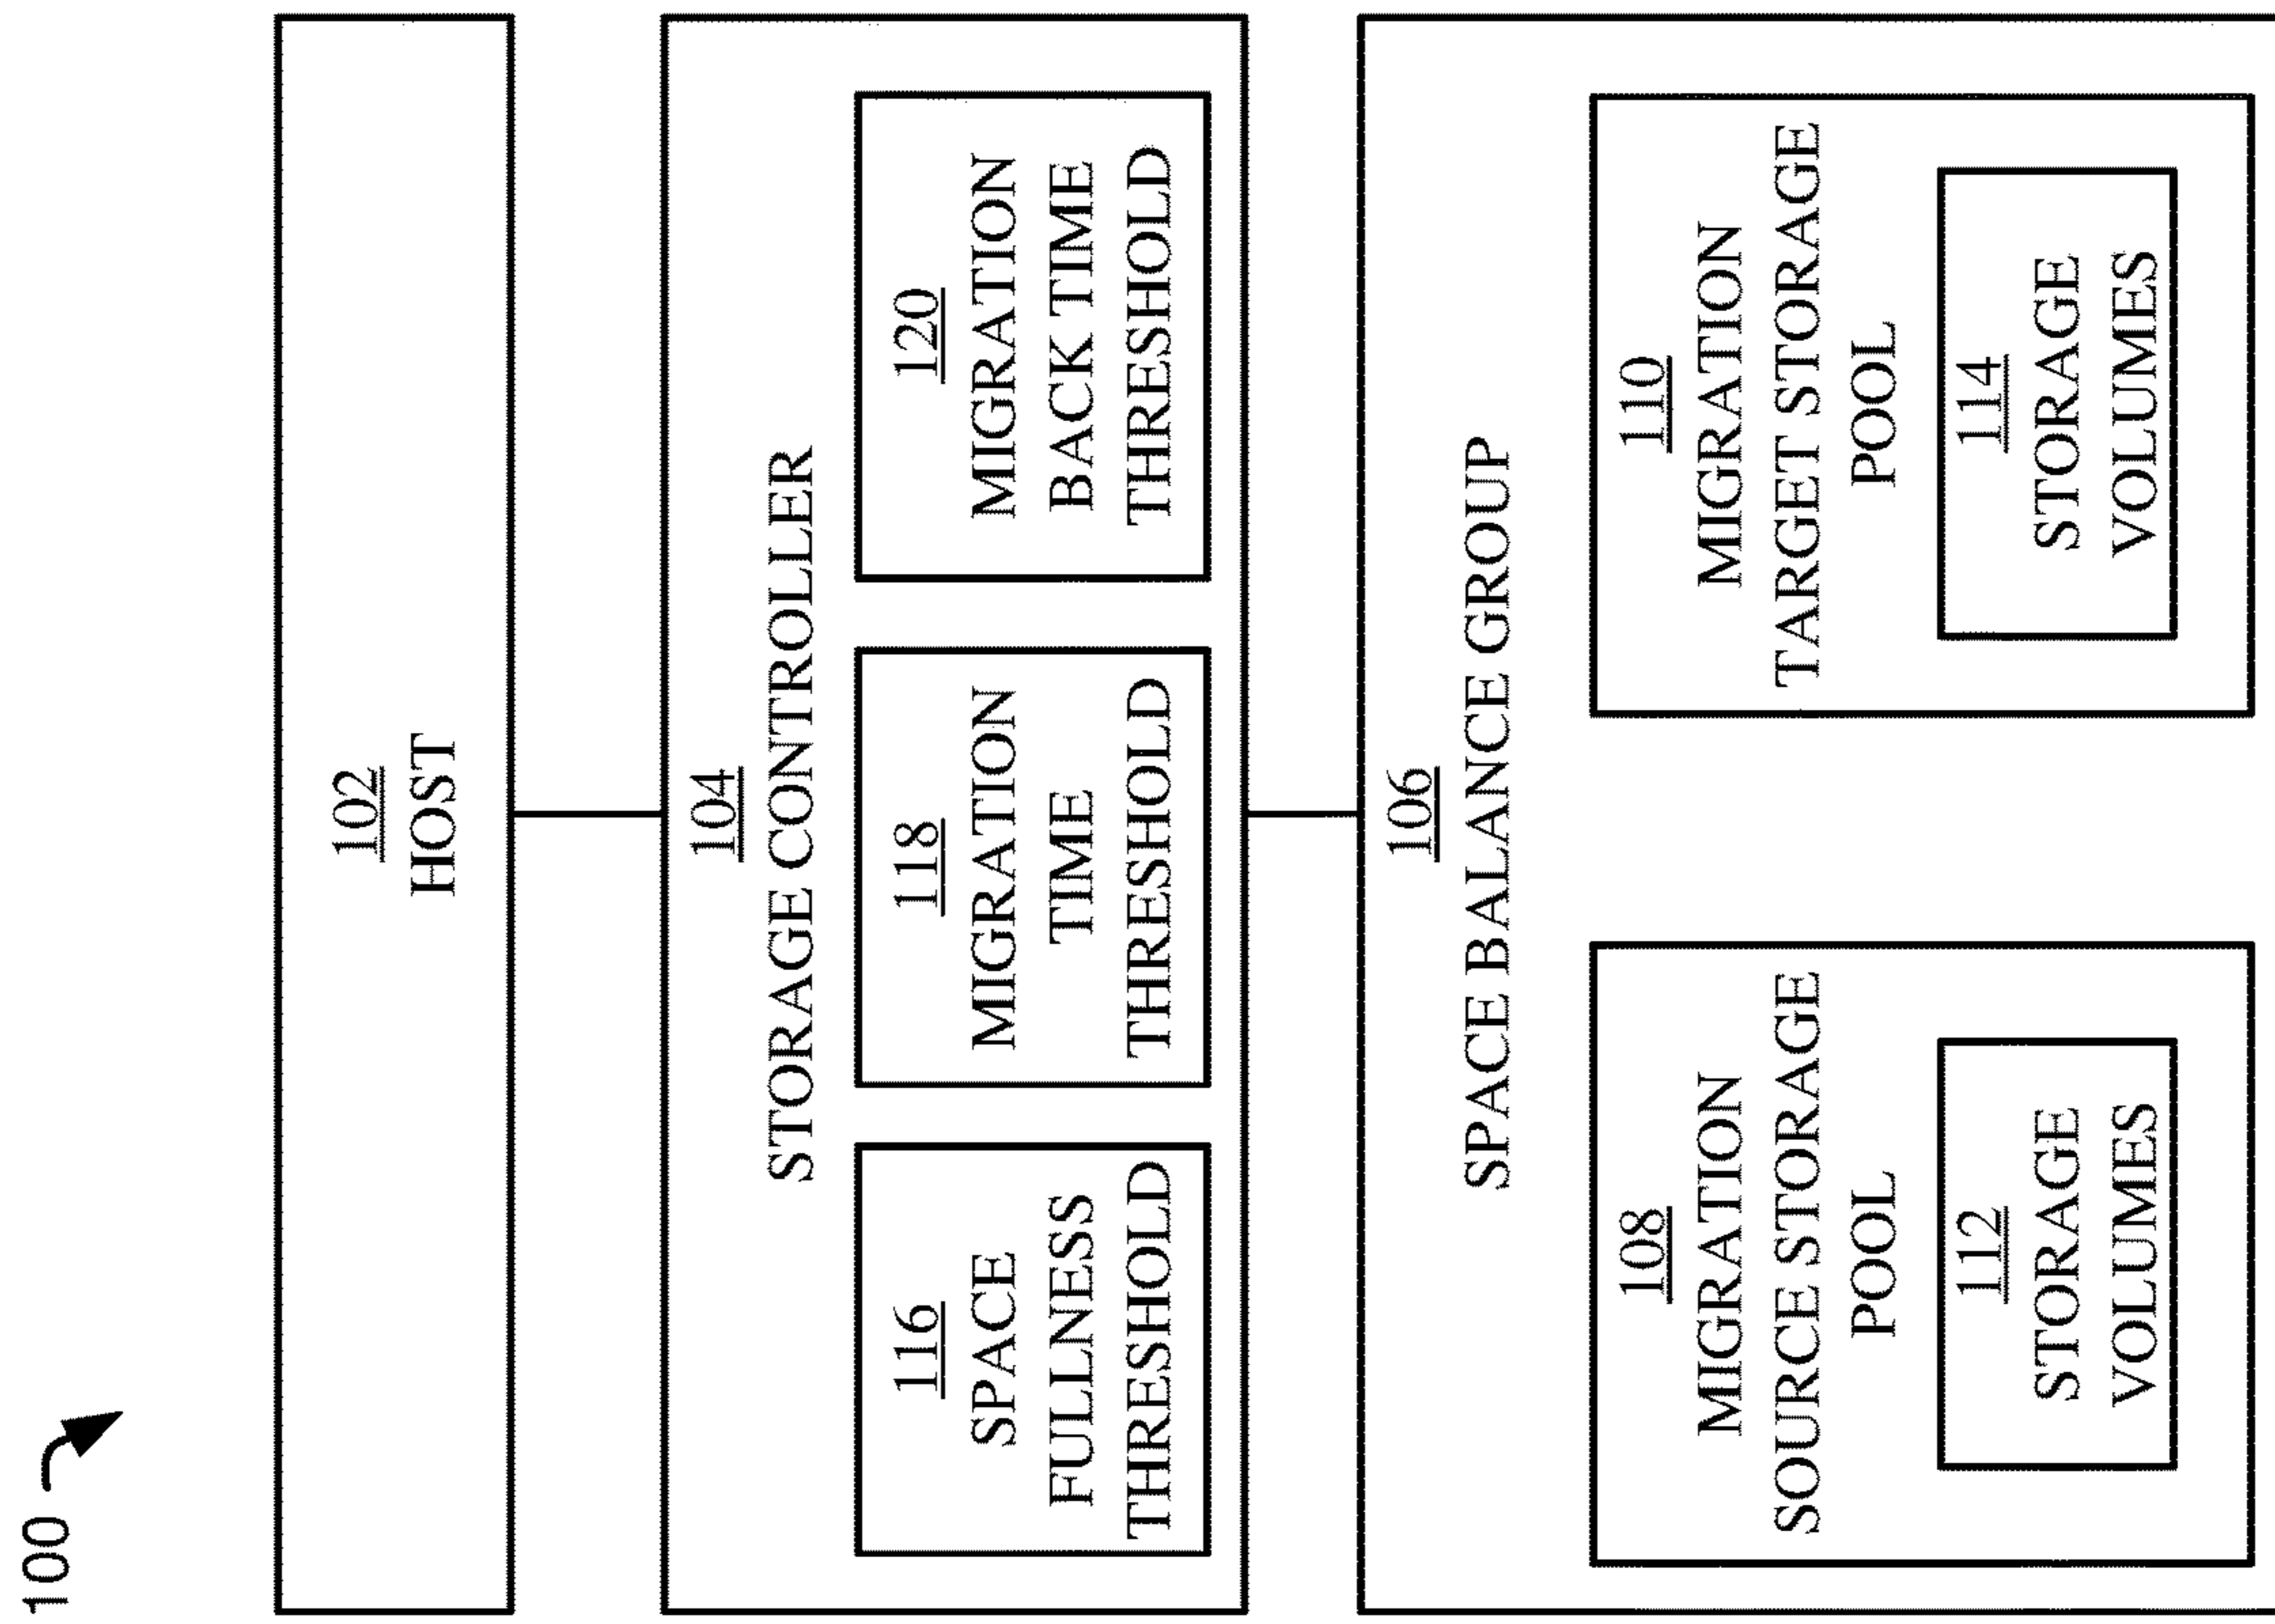 100
102
HOST
104
STORAGE CONTROLLER
116
SPACE
FULLNESS
THRESHOLD
118
MIGRATION
TIME
THRESHOLD
120
MIGRATION
BACK TIME
THRESHOLD
106
SPACE BALANCE GROUP
108
MIGRATION
SOURCE STORAGE
POOL
112
STORAGE
VOLUMES
110
MIGRATION
TARGET STORAGE
POOL
114
STORAGE
VOLUMES